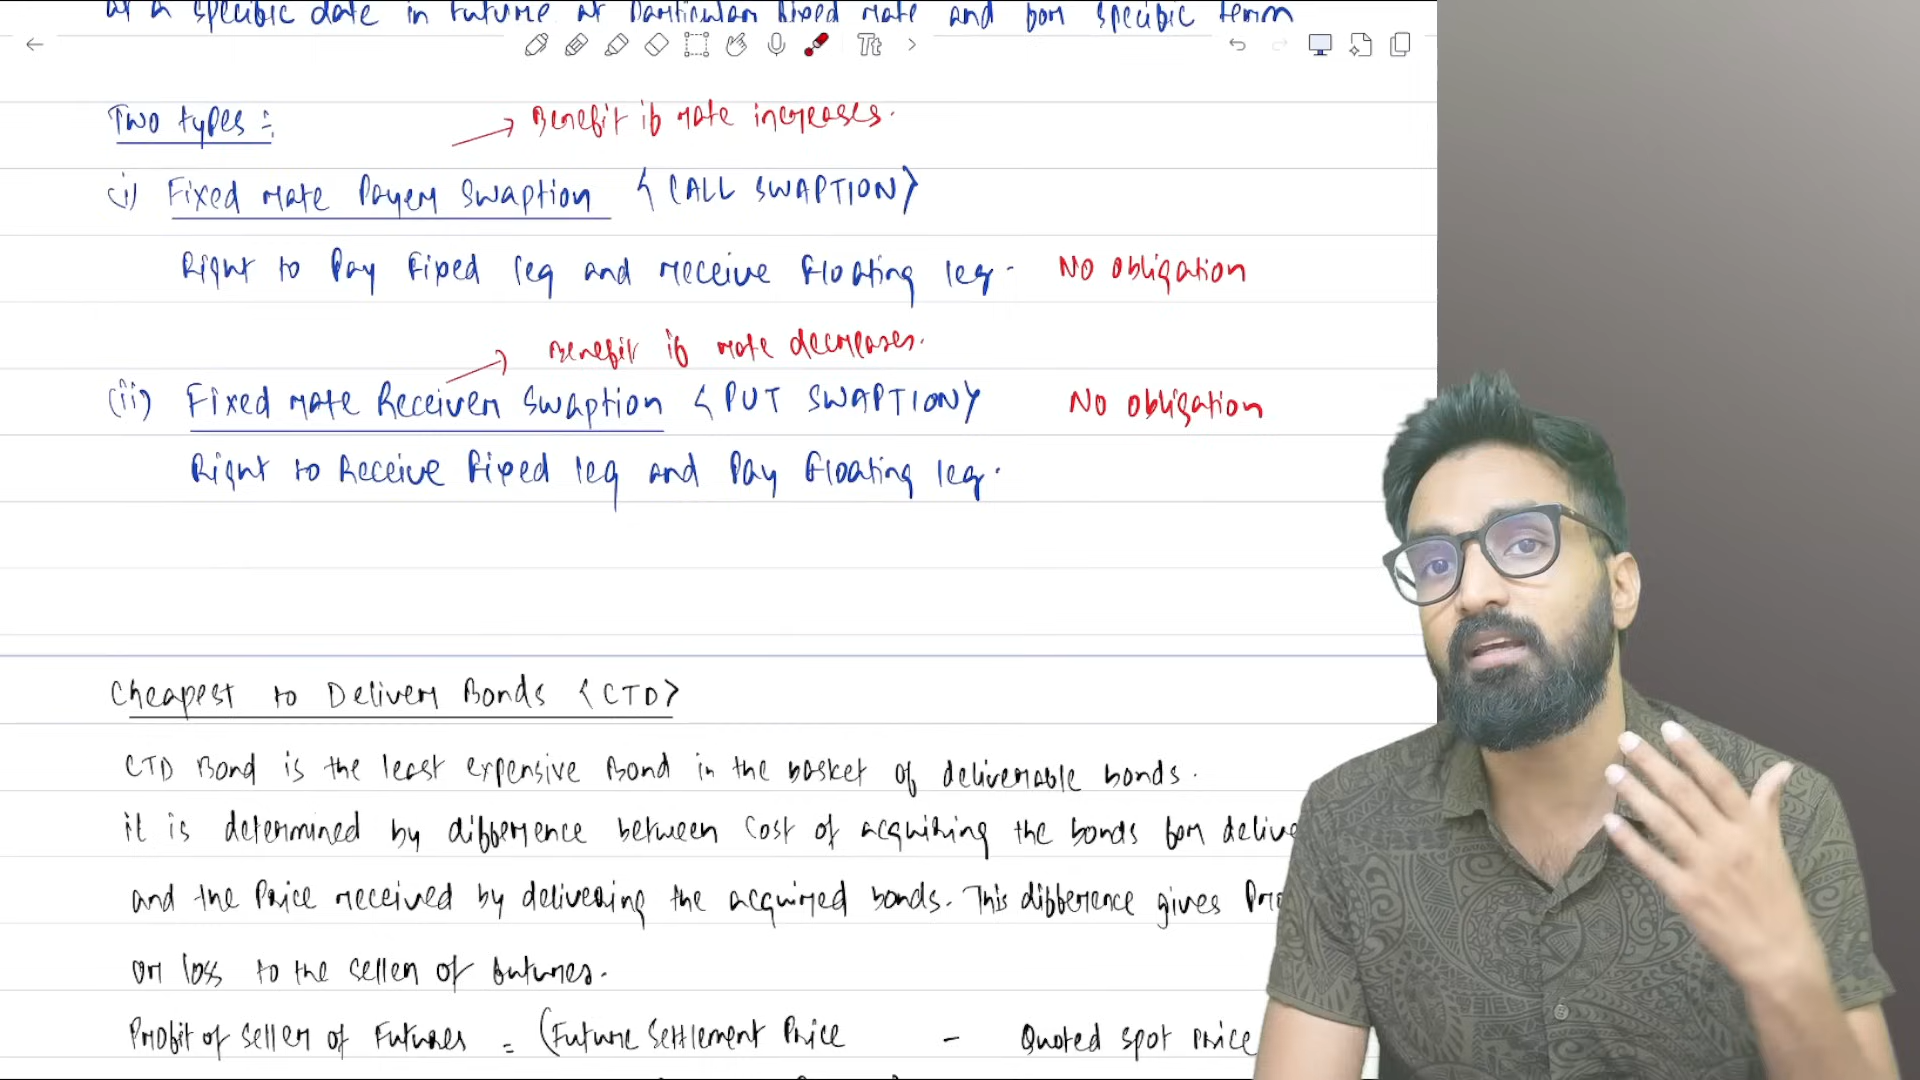 at a specific date in future at particular fixed rate and for specific term
Tt
Two types :-
Benefit if rate increases.
(i) Fixed rate Payer Swaption < CALL SWAPTION >
Right to Pay Fixed leg and receive floating leg. No obligation
Benefit if rate decreases.
(ii) Fixed rate Receiver Swaption < PUT SWAPTION > No obligation
Right to Receive Fixed leg and Pay Floating leg.
Cheapest to Deliver Bonds < CTD >
CTD Bond is the least expensive Bond in the basket of deliverable bonds.
it is determined by difference between cost of acquiring the bonds for
and the Price received by delivering the acquired bonds. This difference gives
or loss to the seller of futures.
Profit of seller of Futures = (Future Settlement Price - Quoted spot price